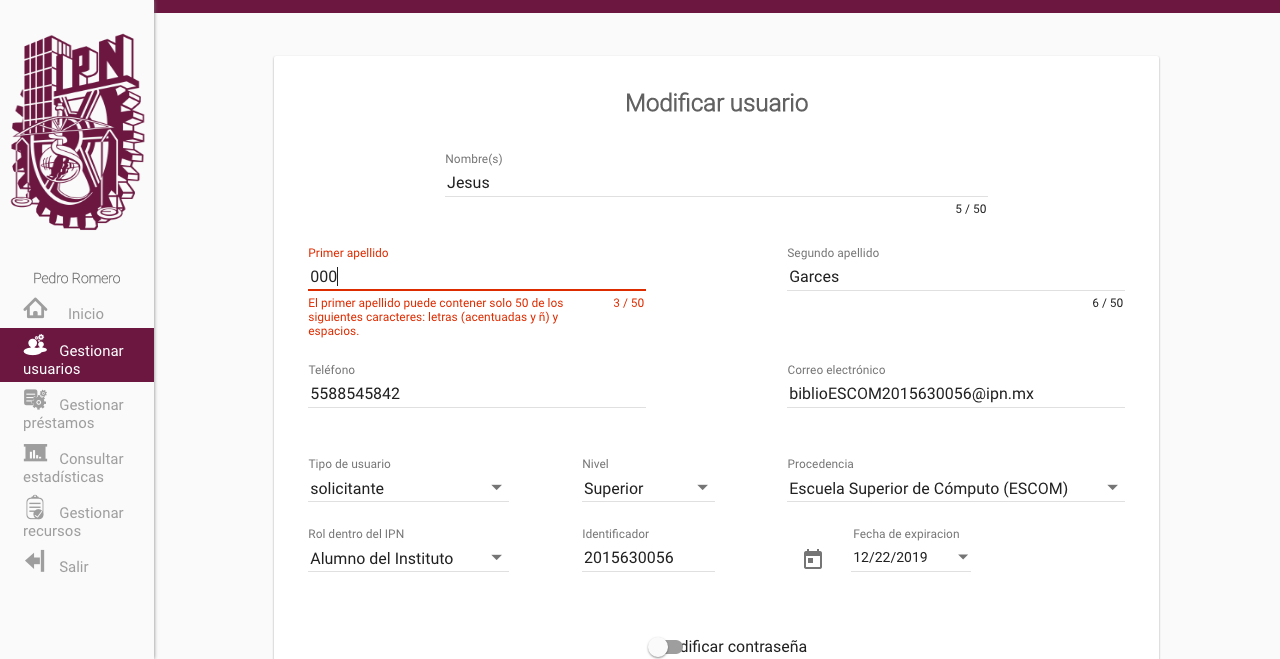 IPN
Pedro Romero
Inicio
Gestionar
usuarios
Gestionar
préstamos
Consultar
estadísticas
Gestionar
recursos
Salir
Modificar usuario
Nombre(s)
Jesus
5 / 50
Primer apellido
000
El primer apellido puede contener solo 50 de los
siguientes caracteres: letras (acentuadas y ñ) y
espacios.
3 / 50
Segundo apellido
Garces
6 / 50
Teléfono
5588545842
Correo electrónico
biblioESCOM2015630056@ipn.mx
Tipo de usuario
solicitante
Nivel
Superior
Procedencia
Escuela Superior de Cómputo (ESCOM)
Rol dentro del IPN
Alumno del Instituto
Identificador
2015630056
Fecha de expiracion
12/22/2019
dificar contraseña